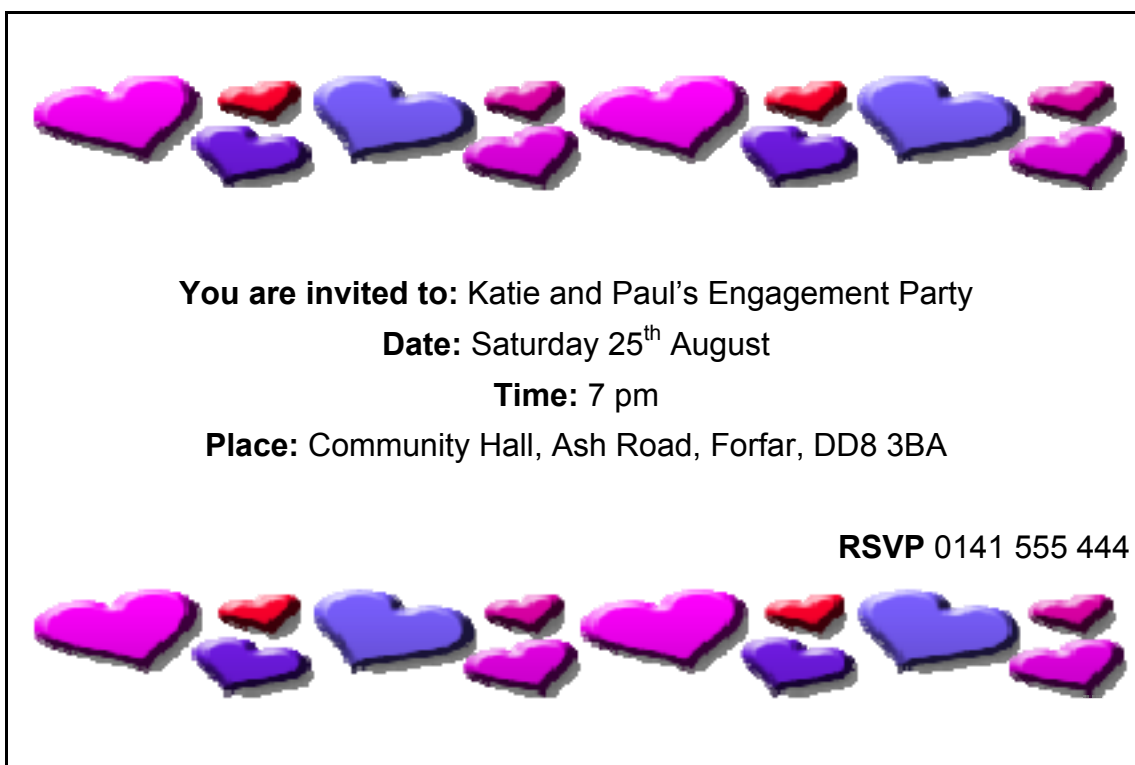 You are invited to: Katie and Paul’s Engagement Party
Date: Saturday 25th August
Time: 7 pm
Place: Community Hall, Ash Road, Forfar, DD8 3BA
RSVP 0141 555 444